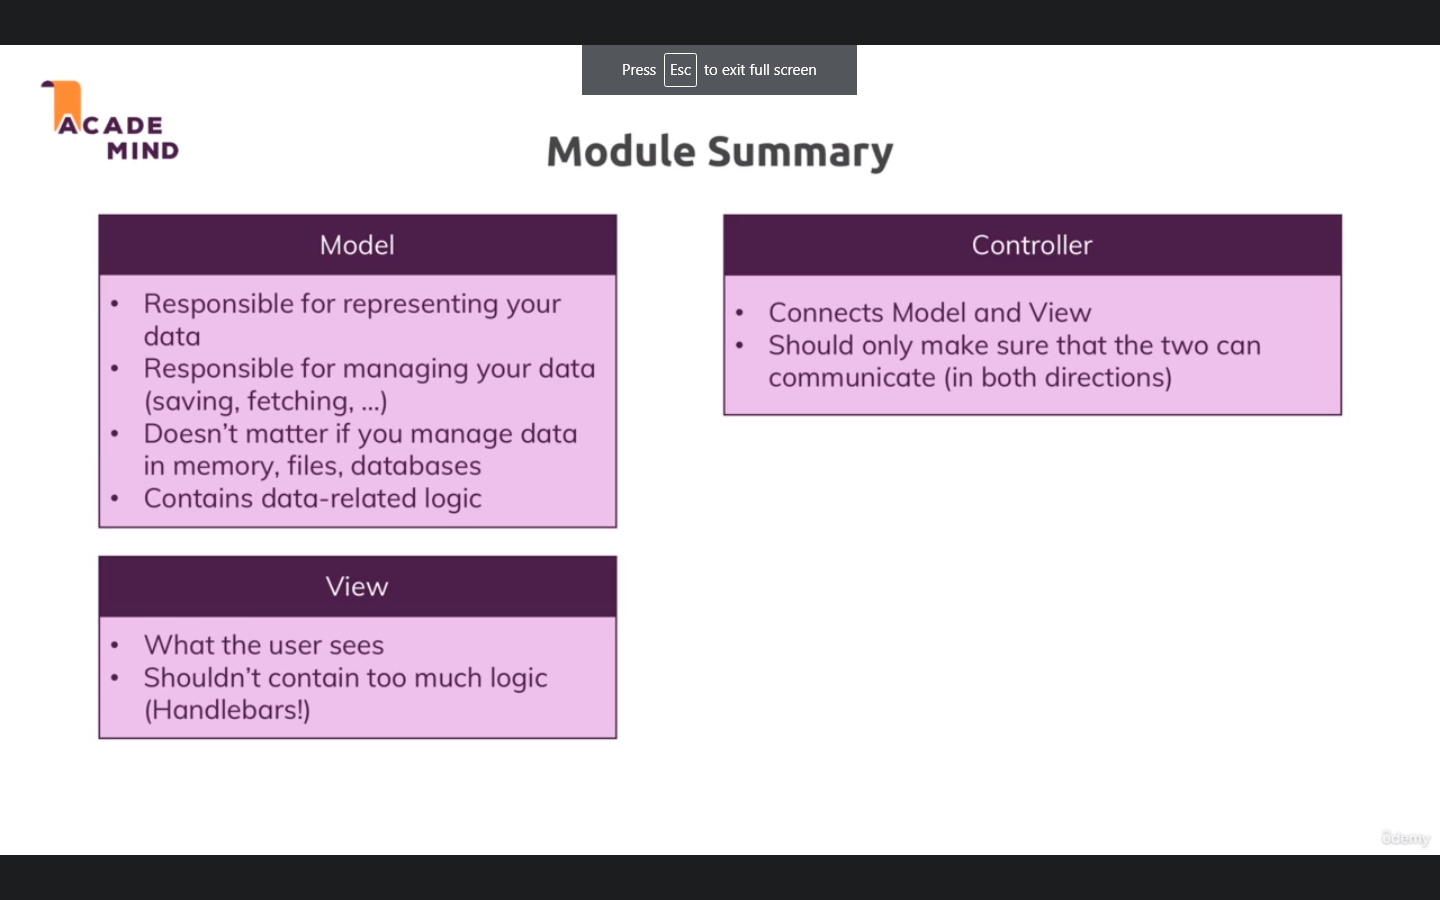 Press Esc to exit full screen
ACADE
MIND
Module Summary
Model
• Responsible for representing your
data
• Responsible for managing your data
(saving, fetching, ...)
• Doesn't matter if you manage data
in memory, files, databases
• Contains data-related logic
View
• What the user sees
• Shouldn't contain too much logic
(Handlebars!)
Controller
• Connects Model and View
• Should only make sure that the two can
communicate (in both directions)
ûdemy